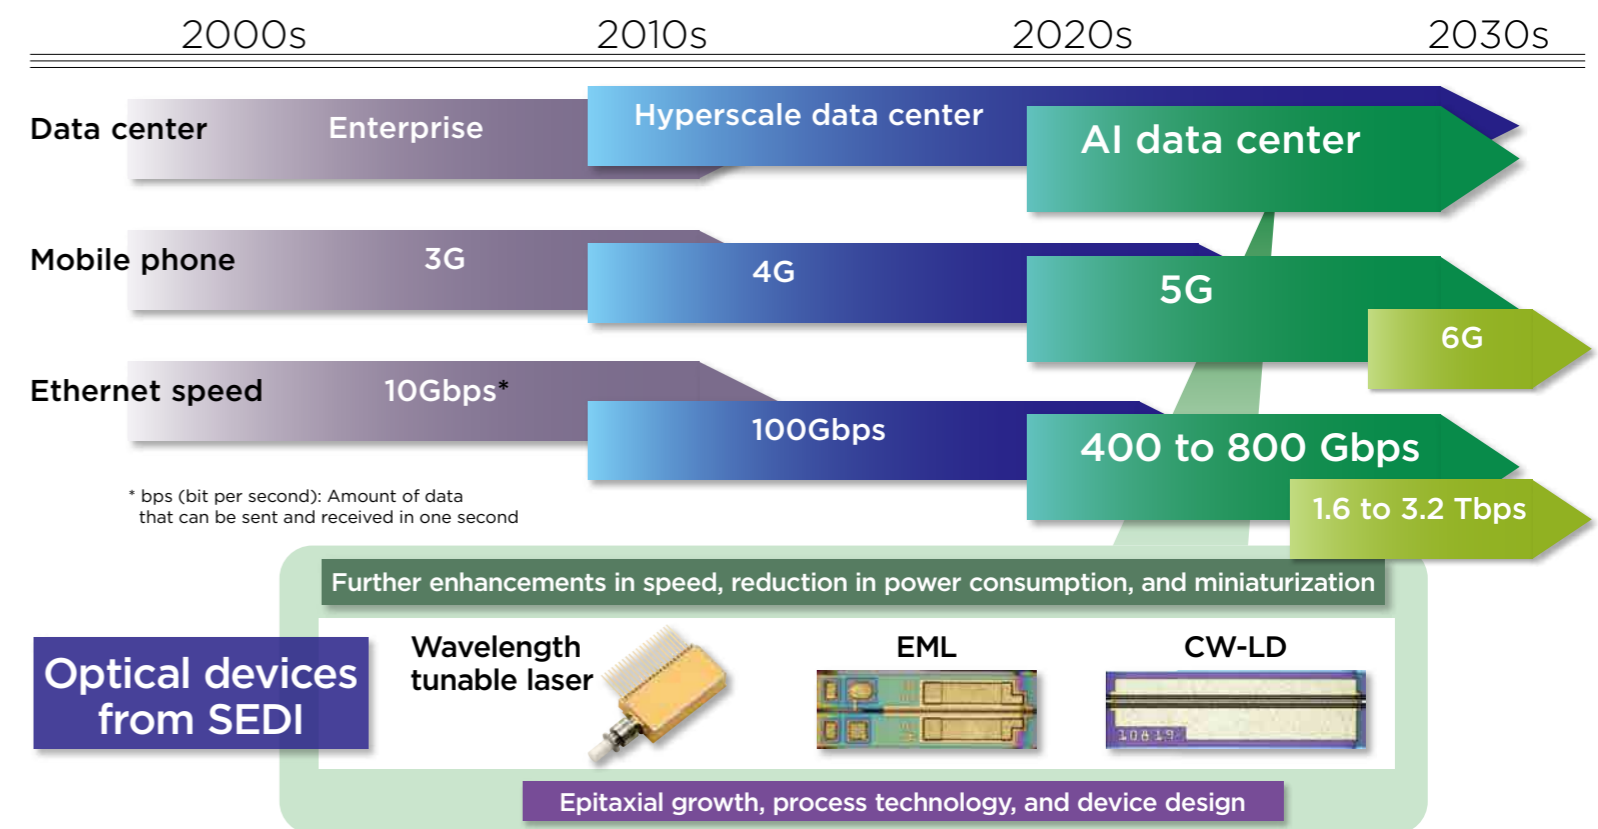 2000s 2010s 2020s 2030s
Data center Enterprise Hyperscale data center AI data center
Mobile phone 3G 4G 5G
6G
Ethernet speed 10Gbps* 100Gbps 400 to 800 Gbps
1.6 to 3.2 Tbps
* bps (bit per second): Amount of data
that can be sent and received in one second
Further enhancements in speed, reduction in power consumption, and miniaturization
Optical devices
from SEDI
Wavelength
tunable laser
EML
CW-LD
10819
Epitaxial growth, process technology, and device design